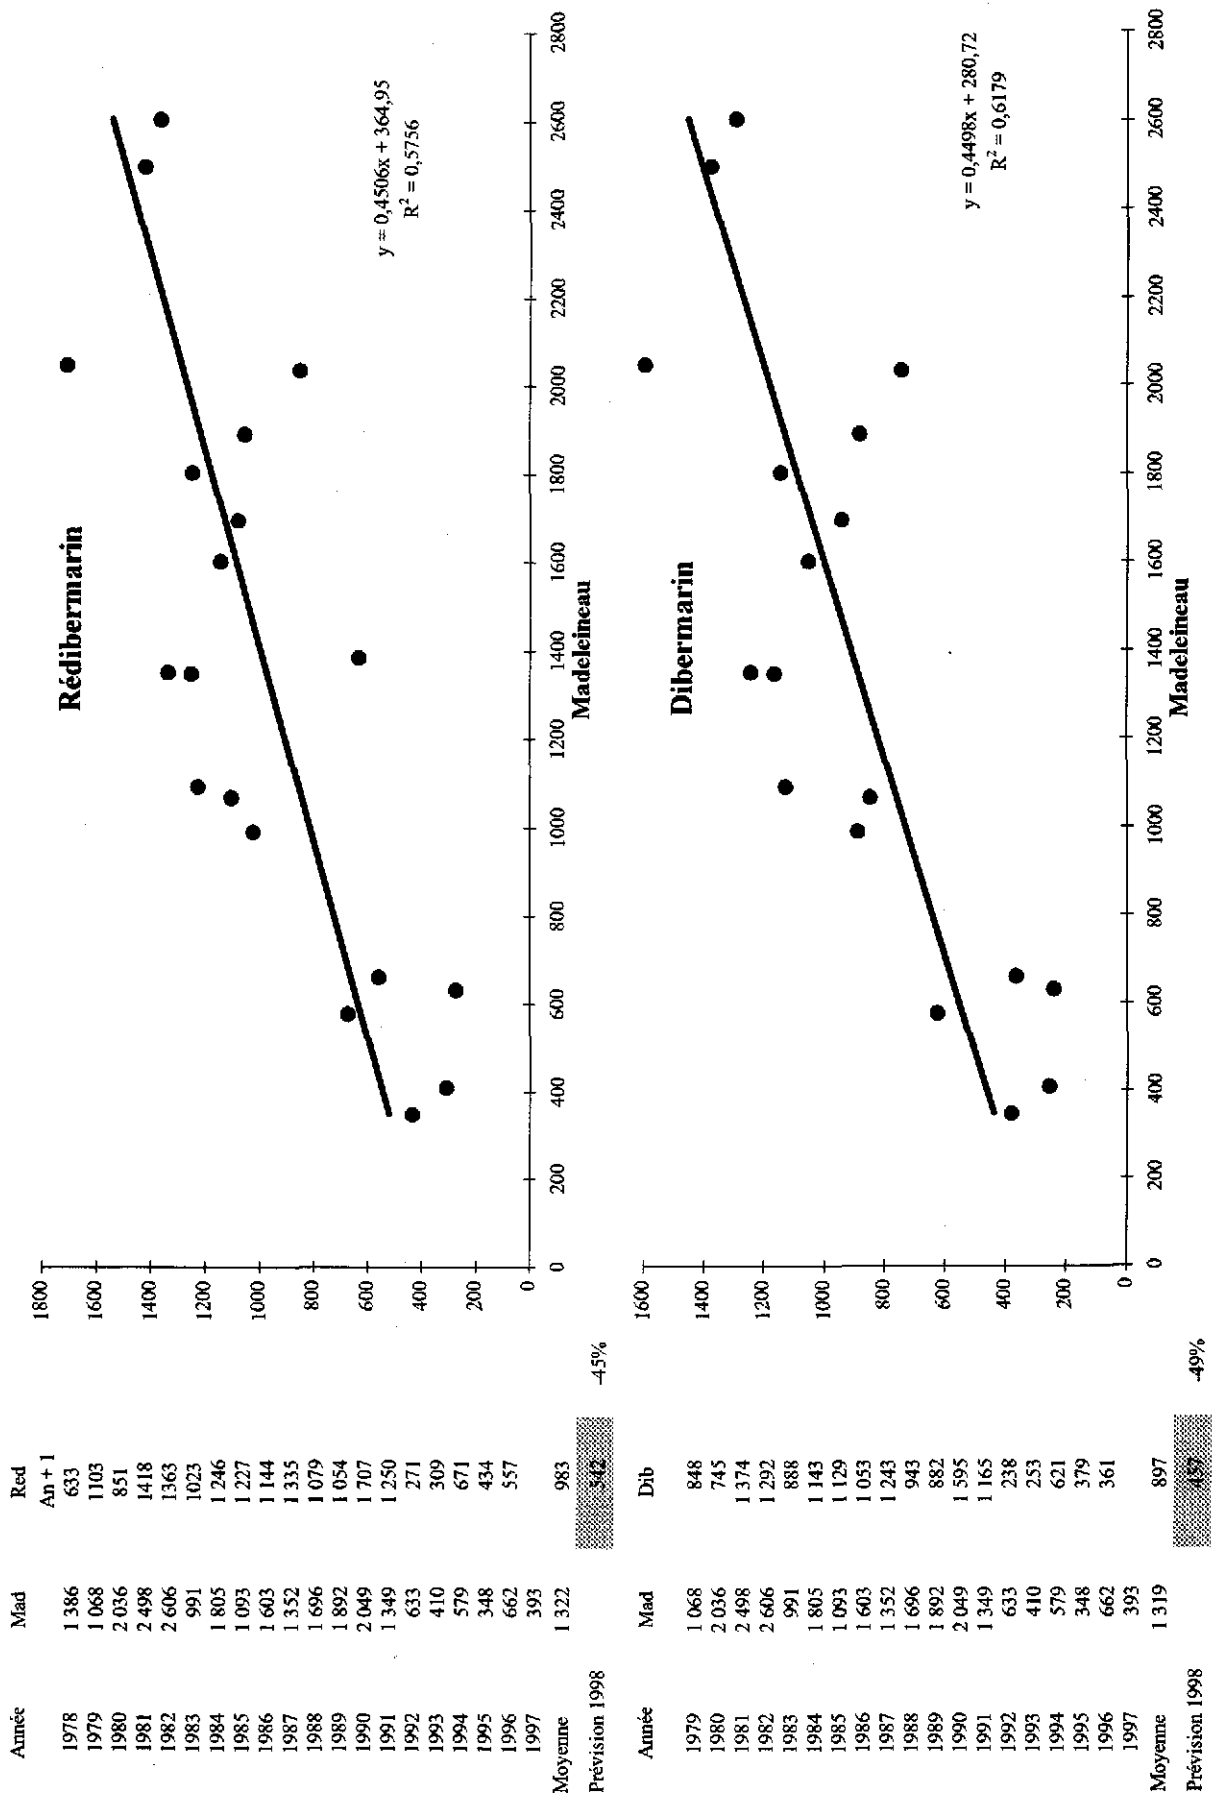 Année Mad Red
An + 1
1978 1 386 633
1979 1 068 1103
1980 2 036 851
1981 2 498 1418
1982 2 606 1363
1983 991 1023
1984 1 805 1 246
1985 1 093 1 227
1986 1 603 1 144
1987 1 352 1 335
1988 1 696 1 079
1989 1 892 1 054
1990 2 049 1 707
1991 1 349 1 250
1992 633 271
1993 410 309
1994 579 671
1995 348 434
1996 662 557
1997 393
Moyenne 1 322 983
Prévision 1998 542 -45%
Rédibermarin
1800
1600
1400
1200
1000
800
600
400
200
0 200 400 600 800 1000 1200 1400 1600 1800 2000 2200 2400 2600 2800
Madeleineau
y = 0,4506x + 364,95
R² = 0,5756
Année Mad Dib
1979 1 068 848
1980 2 036 745
1981 2 498 1 374
1982 2 606 1 292
1983 991 888
1984 1 805 1 143
1985 1 093 1 129
1986 1 603 1 053
1987 1 352 1 243
1988 1 696 943
1989 1 892 882
1990 2 049 1 595
1991 1 349 1 165
1992 633 238
1993 410 253
1994 579 621
1995 348 379
1996 662 361
1997 393
Moyenne 1 319 897
Prévision 1998 457 -49%
Dibermarin
1600
1400
1200
1000
800
600
400
200
0 200 400 600 800 1000 1200 1400 1600 1800 2000 2200 2400 2600 2800
Madeleineau
y = 0,4498x + 280,72
R² = 0,6179